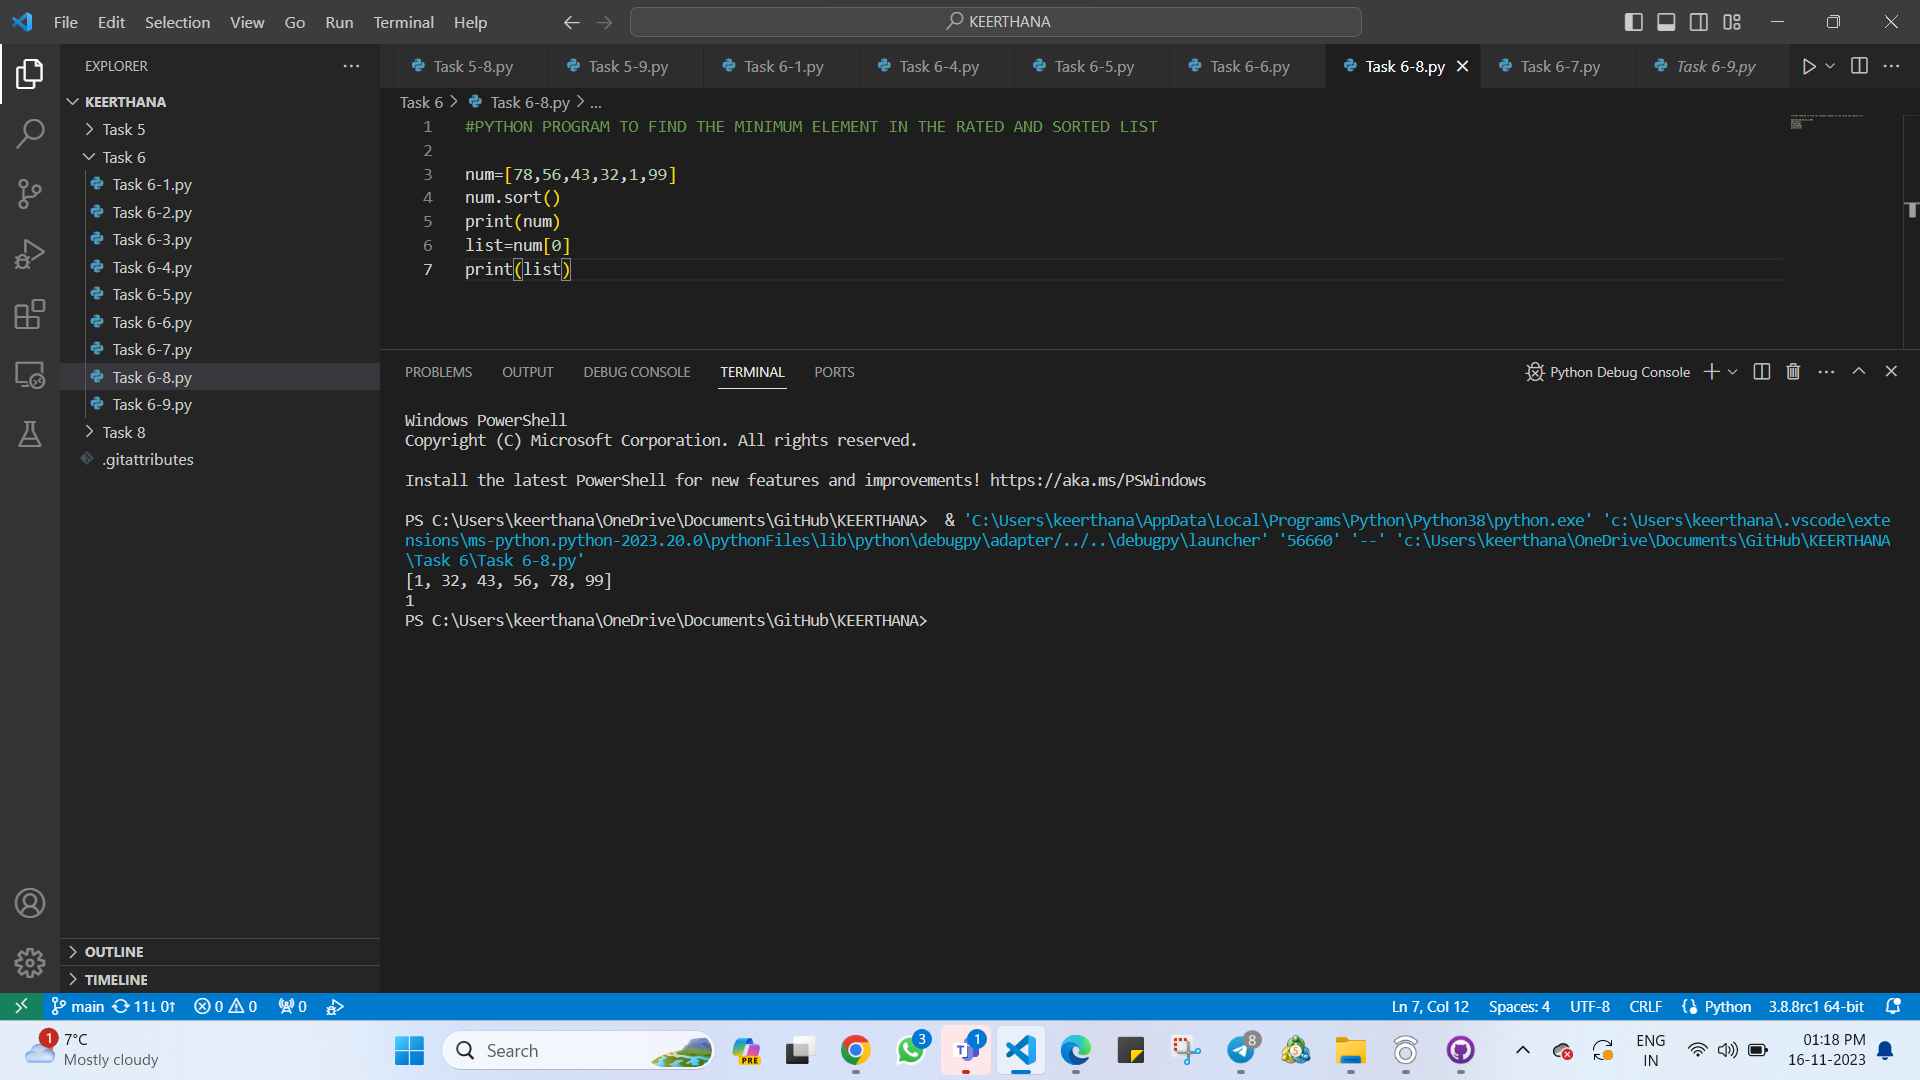 File Edit Selection View Go Run Terminal Help
KEERTHANA
EXPLORER
KEERTHANA
Task 5
Task 6
Task 6-1.py
Task 6-2.py
Task 6-3.py
Task 6-4.py
Task 6-5.py
Task 6-6.py
Task 6-7.py
Task 6-8.py
Task 6-9.py
Task 8
.gitattributes
OUTLINE
TIMELINE
Task 5-8.py Task 5-9.py Task 6-1.py Task 6-4.py Task 6-5.py Task 6-6.py Task 6-8.py Task 6-7.py Task 6-9.py
Task 6 > Task 6-8.py > ...
1 #PYTHON PROGRAM TO FIND THE MINIMUM ELEMENT IN THE RATED AND SORTED LIST
2
3 num=[78,56,43,32,1,99]
4 num.sort()
5 print(num)
6 list=num[0]
7 print(list)
PROBLEMS OUTPUT DEBUG CONSOLE TERMINAL PORTS
Python Debug Console
Windows PowerShell
Copyright (C) Microsoft Corporation. All rights reserved.
Install the latest PowerShell for new features and improvements! https://aka.ms/PSWindows
PS C:\Users\keerthana\OneDrive\Documents\GitHub\KEERTHANA>  & 'C:\Users\keerthana\AppData\Local\Programs\Python\Python38\python.exe' 'c:\Users\keerthana\.vscode\exte
nsions\ms-python.python-2023.20.0\pythonFiles\lib\python\debugpy\adapter/../..\debugpy\launcher' '56660' '--' 'c:\Users\keerthana\OneDrive\Documents\GitHub\KEERTHANA
\Task 6\Task 6-8.py'
[1, 32, 43, 56, 78, 99]
1
PS C:\Users\keerthana\OneDrive\Documents\GitHub\KEERTHANA>
main 11↓ 0↑ 0 0 0
Ln 7, Col 12 Spaces: 4 UTF-8 CRLF {} Python 3.8.8rc1 64-bit
1
7°C
Mostly cloudy
Search
PRE
3
1
T
8
ENG
IN
01:18 PM
16-11-2023